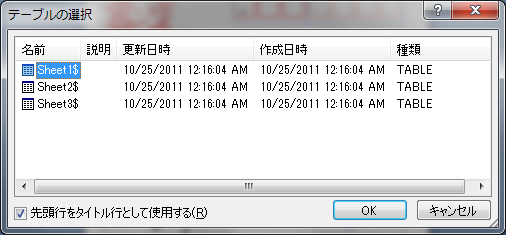 テーブルの選択
名前 説明 更新日時 作成日時 種類
Sheet1$ 10/25/2011 12:16:04 AM 10/25/2011 12:16:04 AM TABLE
Sheet2$ 10/25/2011 12:16:04 AM 10/25/2011 12:16:04 AM TABLE
Sheet3$ 10/25/2011 12:16:04 AM 10/25/2011 12:16:04 AM TABLE
先頭行をタイトル行として使用する(R) OK キャンセル